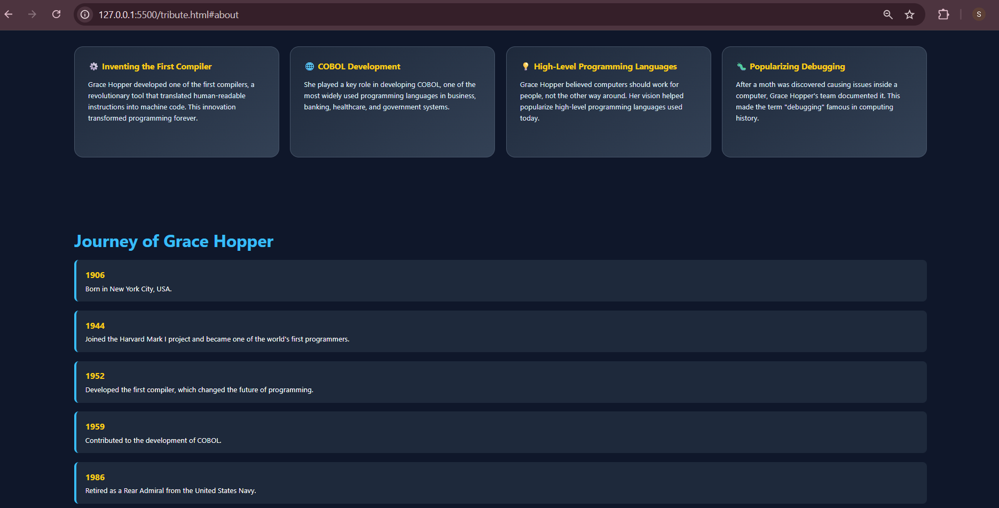 127.0.0.1:5500/tribute.html#about
S
⚙️ Inventing the First Compiler
Grace Hopper developed one of the first compilers, a
revolutionary tool that translated human-readable
instructions into machine code. This innovation
transformed programming forever.
🌐 COBOL Development
She played a key role in developing COBOL, one of the
most widely used programming languages in business,
banking, healthcare, and government systems.
💡 High-Level Programming Languages
Grace Hopper believed computers should work for
people, not the other way around. Her vision helped
popularize high-level programming languages used
today.
🐛 Popularizing Debugging
After a moth was discovered causing issues inside a
computer, Grace Hopper's team documented it. This
made the term "debugging" famous in computing
history.
Journey of Grace Hopper
1906
Born in New York City, USA.
1944
Joined the Harvard Mark I project and became one of the world's first programmers.
1952
Developed the first compiler, which changed the future of programming.
1959
Contributed to the development of COBOL.
1986
Retired as a Rear Admiral from the United States Navy.